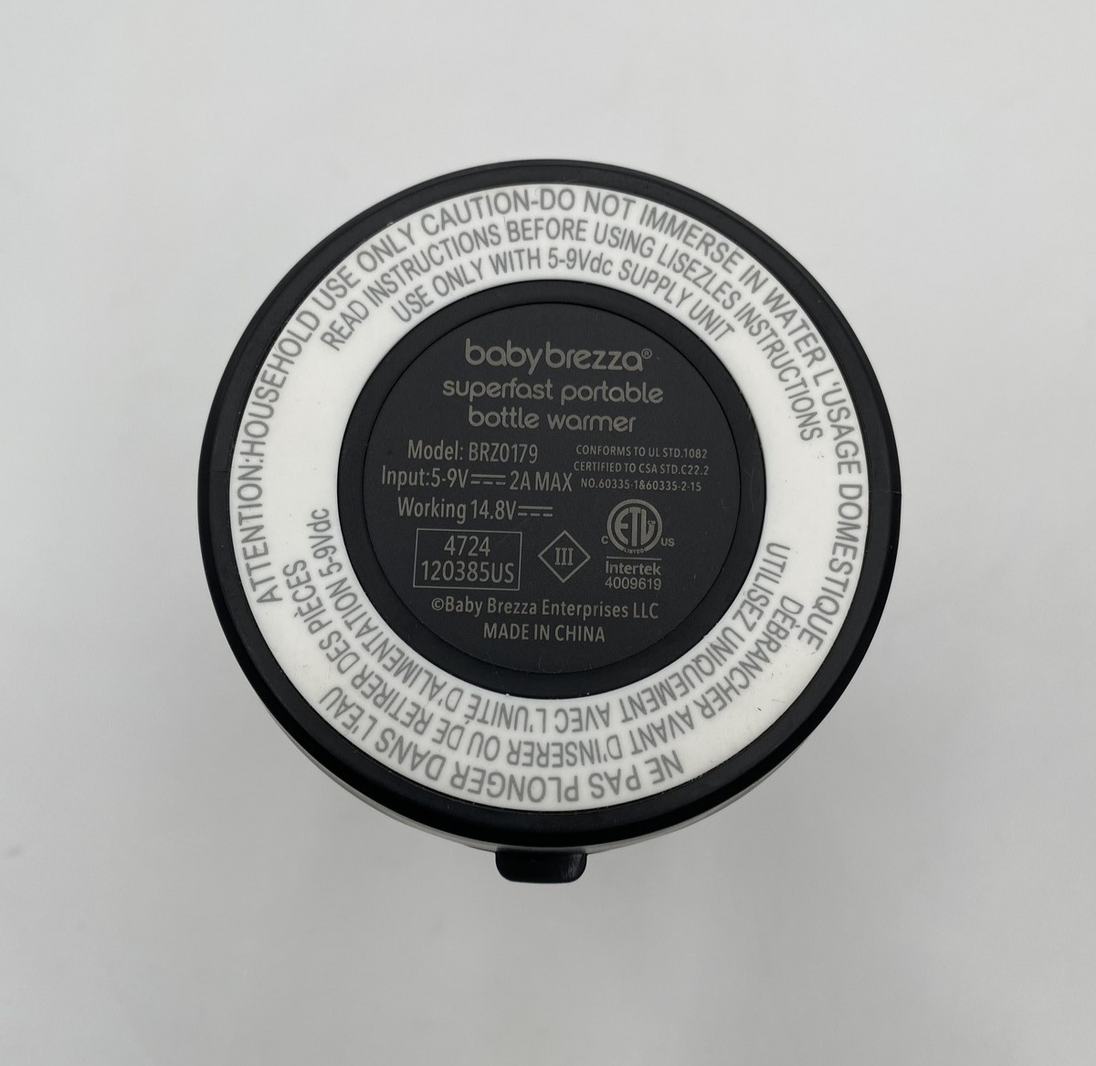 ATTENTION:HOUSEHOLD USE ONLY CAUTION-DO NOT IMMERSE IN WATER L'USAGE DOMESTIQUE
READ INSTRUCTIONS BEFORE USING LISEZLES INSTRUCTIONS
USE ONLY WITH 5-9Vdc SUPPLY UNIT
babybrezza®
superfast portable
bottle warmer
Model: BRZ0179
Input:5-9V⎓2A MAX
Working 14.8V⎓
CONFORMS TO UL STD.1082
CERTIFIED TO CSA STD.C22.2
NO.60335-1&60335-2-15
4724
120385US
III
ETL
C LISTED US
Intertek
4009619
©Baby Brezza Enterprises LLC
MADE IN CHINA
UTILISEZ UNIQUEMENT AVEC L'UNITÉ D'ALIMENTATION 5-9Vdc
DÉBRANCHER AVANT D'INSERER OU DE RETIRER DES PIÈCES
NE PAS PLONGER DANS L'EAU